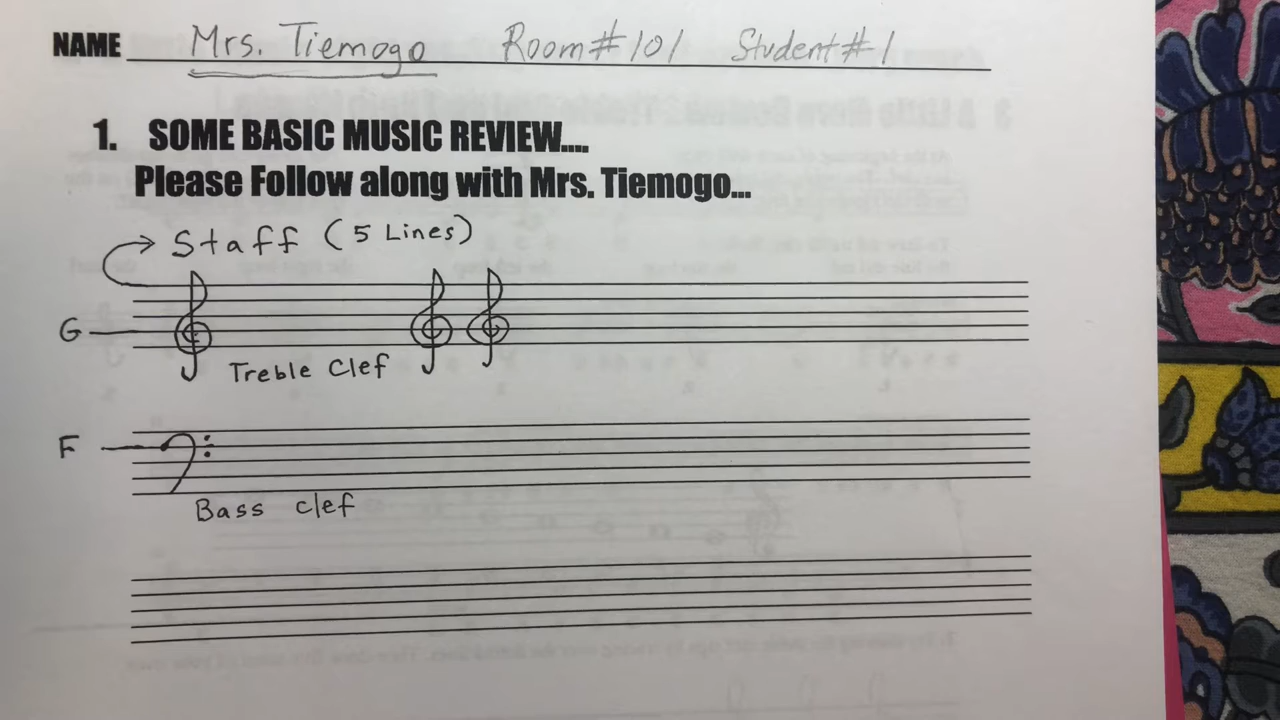 NAME Mrs. Tiemogo Room#101 Student#1
1. SOME BASIC MUSIC REVIEW....
Please Follow along with Mrs. Tiemogo...
Staff (5 Lines)
G
Treble Clef
F
Bass Clef